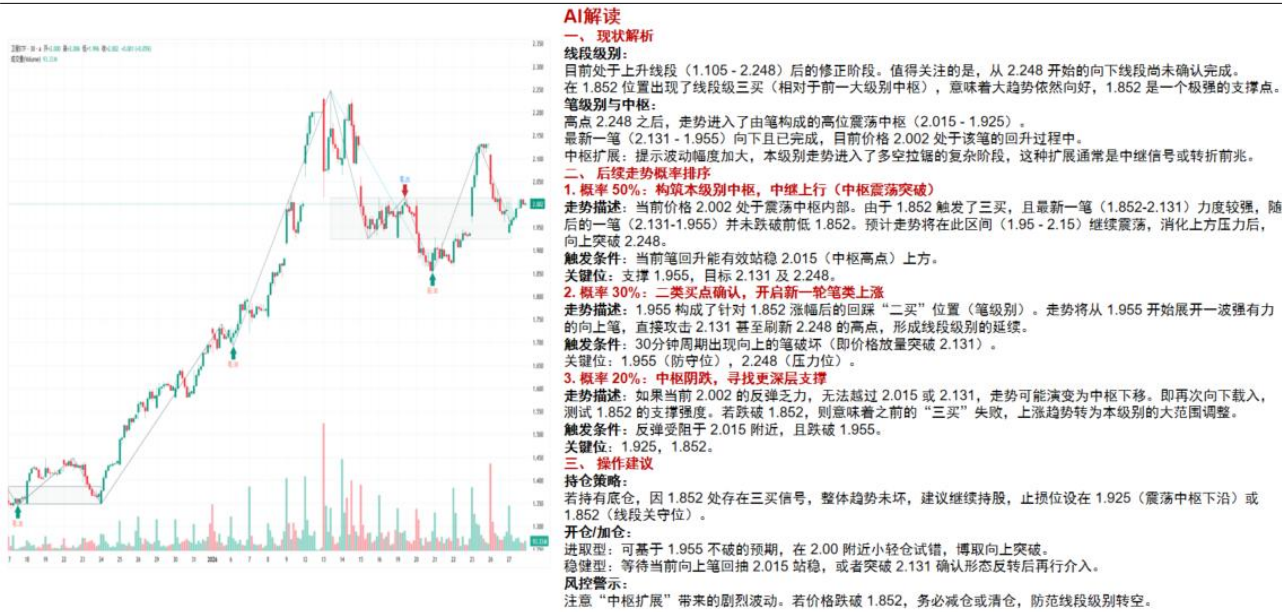 AI解读
一、 现状解析
线段级别：
目前处于上升线段（1.105 - 2.248）后的修正阶段。值得关注的是，从 2.248 开始的向下线段尚未确认完成。
在 1.852 位置出现了线段级三买（相对于前一大级别中枢），意味着大趋势依然向好，1.852 是一个极强的支撑点。
笔级别与中枢：
高点 2.248 之后，走势进入了由笔构成的高位震荡中枢（2.015 - 1.925）。
最新一笔（2.131 - 1.955）向下且已完成，目前价格 2.002 处于该笔的回升过程中。
中枢扩展：提示波动幅度加大，本级别走势进入了多空拉锯的复杂阶段，这种扩展通常是中继信号或转折前兆。
二、 后续走势概率排序
1. 概率 50%：构筑本级别中枢，中继上行（中枢震荡突破）
走势描述：当前价格 2.002 处于震荡中枢内部。由于 1.852 触发了三买，且最新一笔（1.852-2.131）力度较强，随
后的一笔（2.131-1.955）并未跌破前低 1.852。预计走势将在此区间（1.95 - 2.15）继续震荡，消化上方压力后，
向上突破 2.248。
触发条件：当前笔回升能有效站稳 2.015（中枢高点）上方。
关键位：支撑 1.955，目标 2.131 及 2.248。
2. 概率 30%：二类买点确认，开启新一轮笔类上涨
走势描述：1.955 构成了针对 1.852 涨幅后的回踩“二买”位置（笔级别）。走势将从 1.955 开始展开一波强有力
的向上笔，直接攻击 2.131 甚至刷新 2.248 的高点，形成线段级别的延续。
触发条件：30分钟周期出现向上的笔破坏（即价格放量突破 2.131）。
关键位：1.955（防守位），2.248（压力位）。
3. 概率 20%：中枢阴跌，寻找更深层支撑
走势描述：如果当前 2.002 的反弹乏力，无法越过 2.015 或 2.131，走势可能演变为中枢下移。即再次向下载入，
测试 1.852 的支撑强度。若跌破 1.852，则意味着之前的“三买”失败，上涨趋势转为本级别的大范围调整。
触发条件：反弹受阻于 2.015 附近，且跌破 1.955。
关键位：1.925，1.852。
三、 操作建议
持仓策略：
若持有底仓，因 1.852 处存在三买信号，整体趋势未坏，建议继续持股，止损位设在 1.925（震荡中枢下沿）或
1.852（线段关守位）。
开仓/加仓：
进取型：可基于 1.955 不破的预期，在 2.00 附近小轻仓试错，博取向上突破。
稳健型：等待当前向上笔回抽 2.015 站稳，或者突破 2.131 确认形态反转后再行介入。
风控警示：
注意“中枢扩展”带来的剧烈波动。若价格跌破 1.852，务必减仓或清仓，防范线段级别转空。